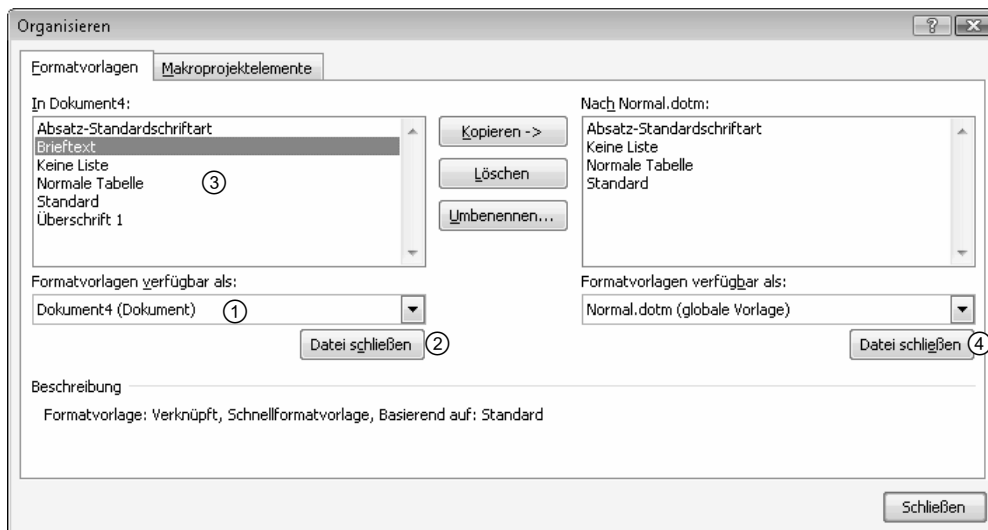 Organisieren
Formatvorlagen Makroprojektelemente
In Dokument4: Nach Normal.dotm:
Absatz-Standardschriftart
Brieftext
Keine Liste
Normale Tabelle ③
Standard
Überschrift 1
Kopieren ->
Löschen
Umbenennen...
Absatz-Standardschriftart
Keine Liste
Normale Tabelle
Standard
Formatvorlagen verfügbar als: Formatvorlagen verfügbar als:
Dokument4 (Dokument) ① Normal.dotm (globale Vorlage)
Datei schließen ② Datei schließen ④
Beschreibung
Formatvorlage: Verknüpft, Schnellformatvorlage, Basierend auf: Standard
Schließen